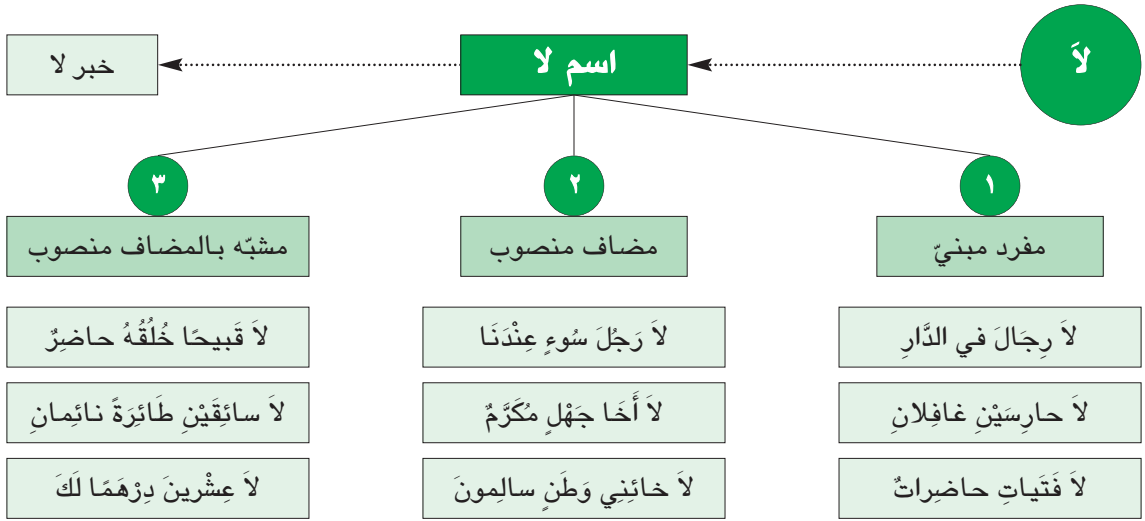 لاَ
اسم لا
خبر لا
١
٢
٣
مفرد مبنيّ
مضاف منصوب
مشبّه بالمضاف منصوب
لاَ رِجَالَ في الدَّارِ
لاَ رَجُلَ سُوءٍ عِنْدَنَا
لاَ قَبيحًا خُلُقُهُ حاضِرٌ
لاَ حارِسَيْنِ غافِلانِ
لاَ أَخَا جَهْلٍ مُكَرَّمٌ
لاَ سائِقَيْنِ طَائِرَةً نائِمانِ
لاَ فَتَياتِ حاضِراتٌ
لاَ خائِنِي وَطَنٍ سالِمونَ
لاَ عِشْرينَ دِرْهَمًا لَكَ